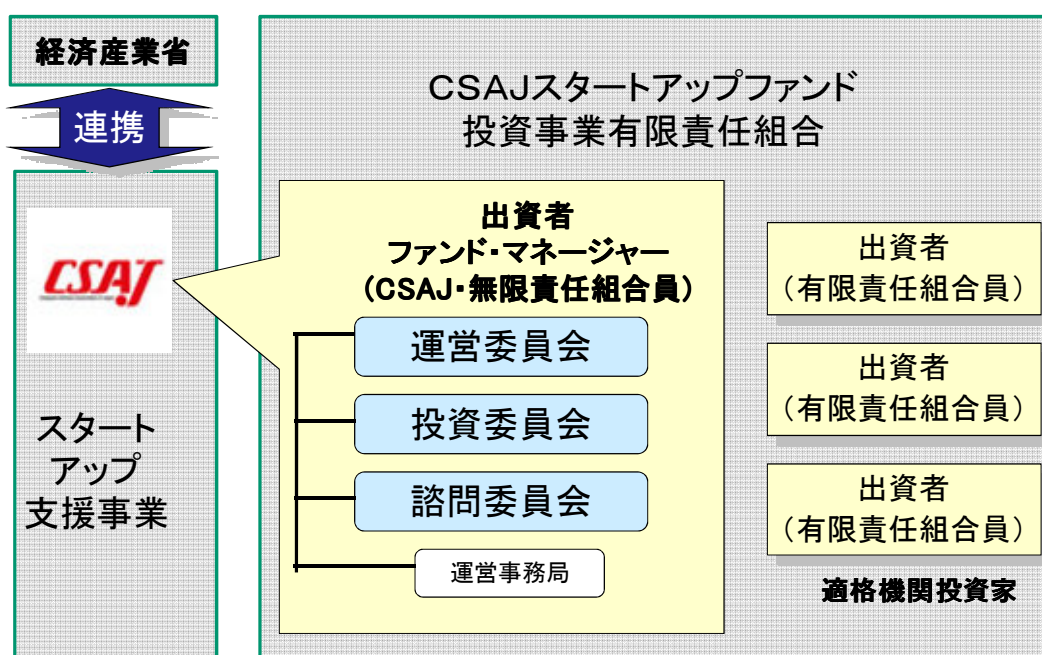 経済産業省
連携
CSAJ
スタート
アップ
支援事業
CSAJスタートアップファンド
投資事業有限責任組合
出資者
ファンド・マネージャー
(CSAJ・無限責任組合員)
運営委員会
投資委員会
諮問委員会
運営事務局
出資者
(有限責任組合員)
出資者
(有限責任組合員)
出資者
(有限責任組合員)
適格機関投資家